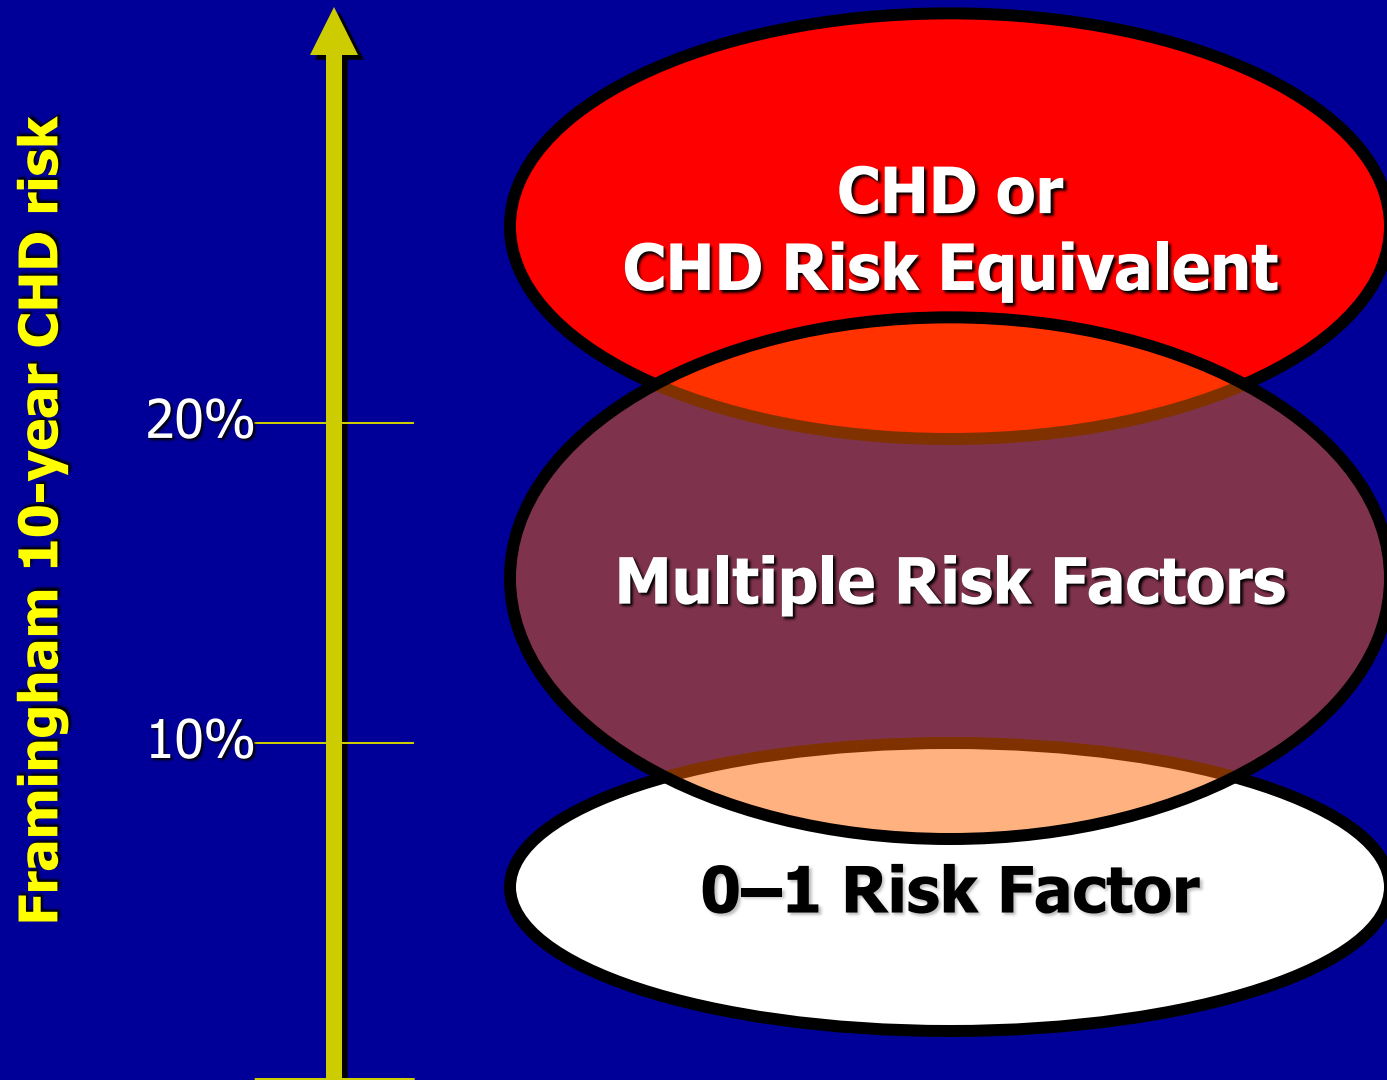 Framingham 10-year CHD risk
20%
10%
CHD or
CHD Risk Equivalent
Multiple Risk Factors
0–1 Risk Factor